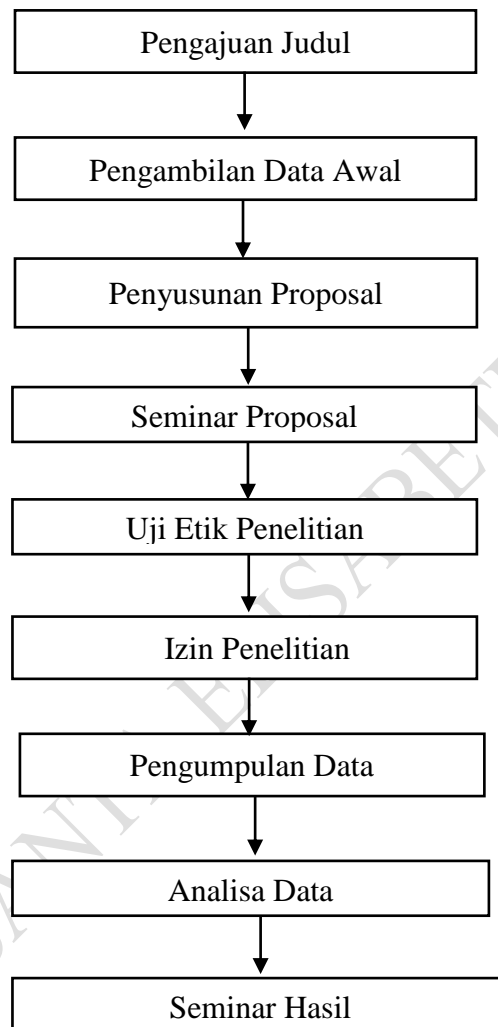 Pengajuan Judul
Pengambilan Data Awal
Penyusunan Proposal
Seminar Proposal
Uji Etik Penelitian
Izin Penelitian
Pengumpulan Data
Analisa Data
Seminar Hasil